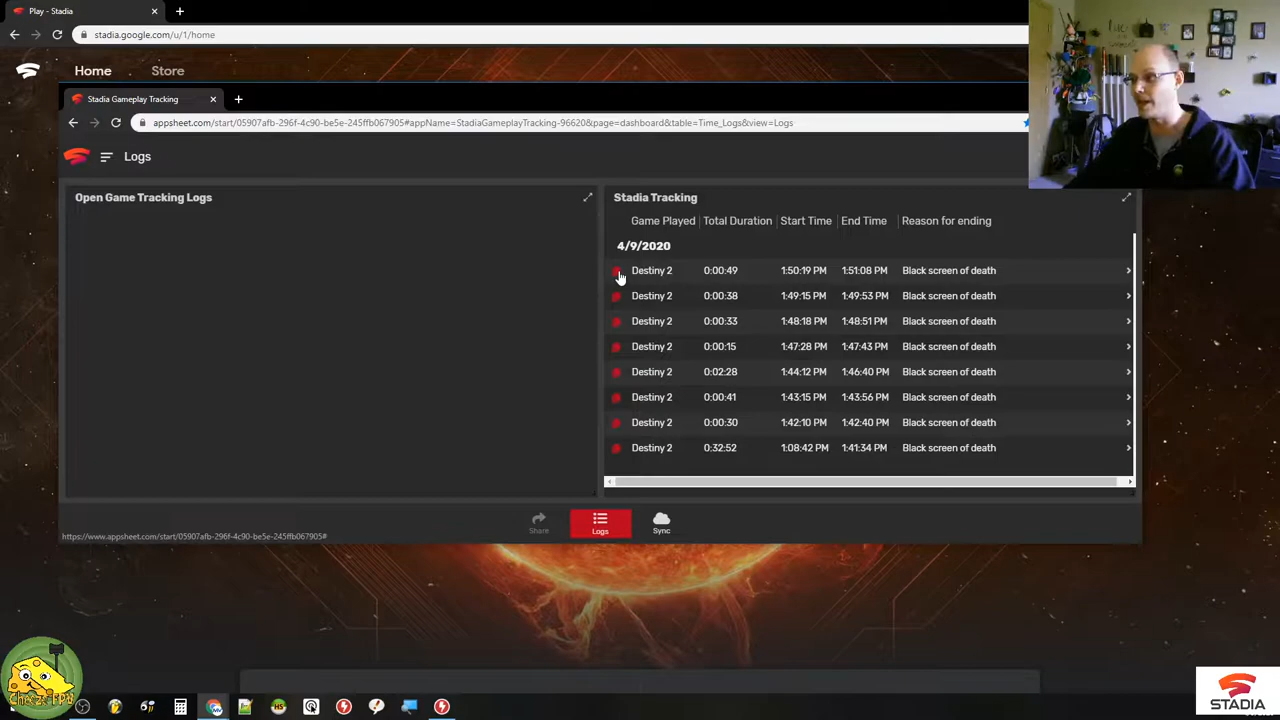 Play - Stadia
stadia.google.com/u/1/home
Home
Store
Stadia Gameplay Tracking
appsheet.com/start/05907afb-296f-4c90-be5e-245ffb067905#appName=StadiaGameplayTracking-96620&page=dashboard&table=Time_Logs&view=Logs
Logs
Open Game Tracking Logs
Stadia Tracking
Game Played Total Duration Start Time End Time Reason for ending
4/9/2020
Destiny 2 0:00:49 1:50:19 PM 1:51:08 PM Black screen of death
Destiny 2 0:00:38 1:49:15 PM 1:49:53 PM Black screen of death
Destiny 2 0:00:33 1:48:18 PM 1:48:51 PM Black screen of death
Destiny 2 0:00:15 1:47:28 PM 1:47:43 PM Black screen of death
Destiny 2 0:02:28 1:44:12 PM 1:46:40 PM Black screen of death
Destiny 2 0:00:41 1:43:15 PM 1:43:56 PM Black screen of death
Destiny 2 0:00:30 1:42:10 PM 1:42:40 PM Black screen of death
Destiny 2 0:32:52 1:08:42 PM 1:41:34 PM Black screen of death
Share
Logs
Sync
https://www.appsheet.com/start/05907afb-296f-4c90-be5e-245ffb067905#
STADIA